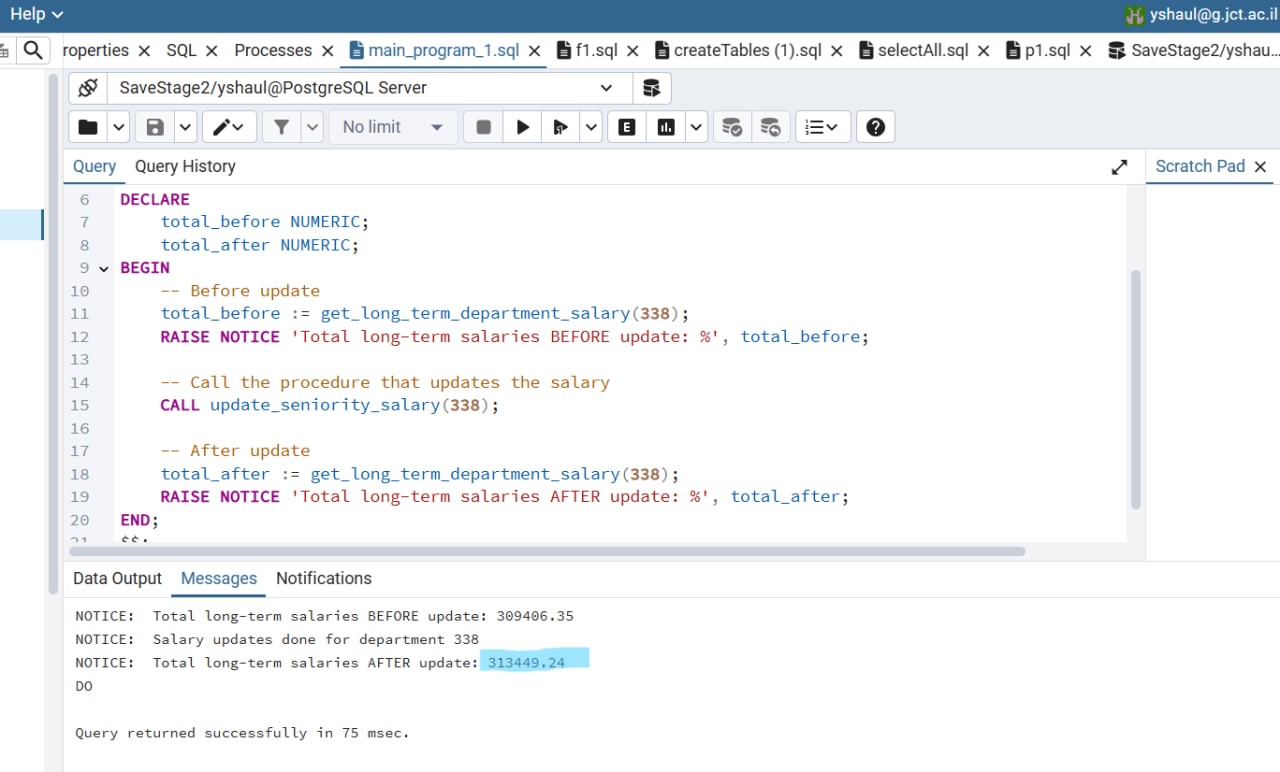 Help
yshaul@g.jct.ac.il
roperties SQL Processes main_program_1.sql f1.sql createTables (1).sql selectAll.sql p1.sql SaveStage2/yshau...
SaveStage2/yshaul@PostgreSQL Server
No limit
E
Query Query History
Scratch Pad
6 DECLARE
7 total_before NUMERIC;
8 total_after NUMERIC;
9 BEGIN
10 -- Before update
11 total_before := get_long_term_department_salary(338);
12 RAISE NOTICE 'Total long-term salaries BEFORE update: %', total_before;
13
14 -- Call the procedure that updates the salary
15 CALL update_seniority_salary(338);
16
17 -- After update
18 total_after := get_long_term_department_salary(338);
19 RAISE NOTICE 'Total long-term salaries AFTER update: %', total_after;
20 END;
21 $$;
Data Output Messages Notifications
NOTICE: Total long-term salaries BEFORE update: 309406.35
NOTICE: Salary updates done for department 338
NOTICE: Total long-term salaries AFTER update: 313449.24
DO
Query returned successfully in 75 msec.